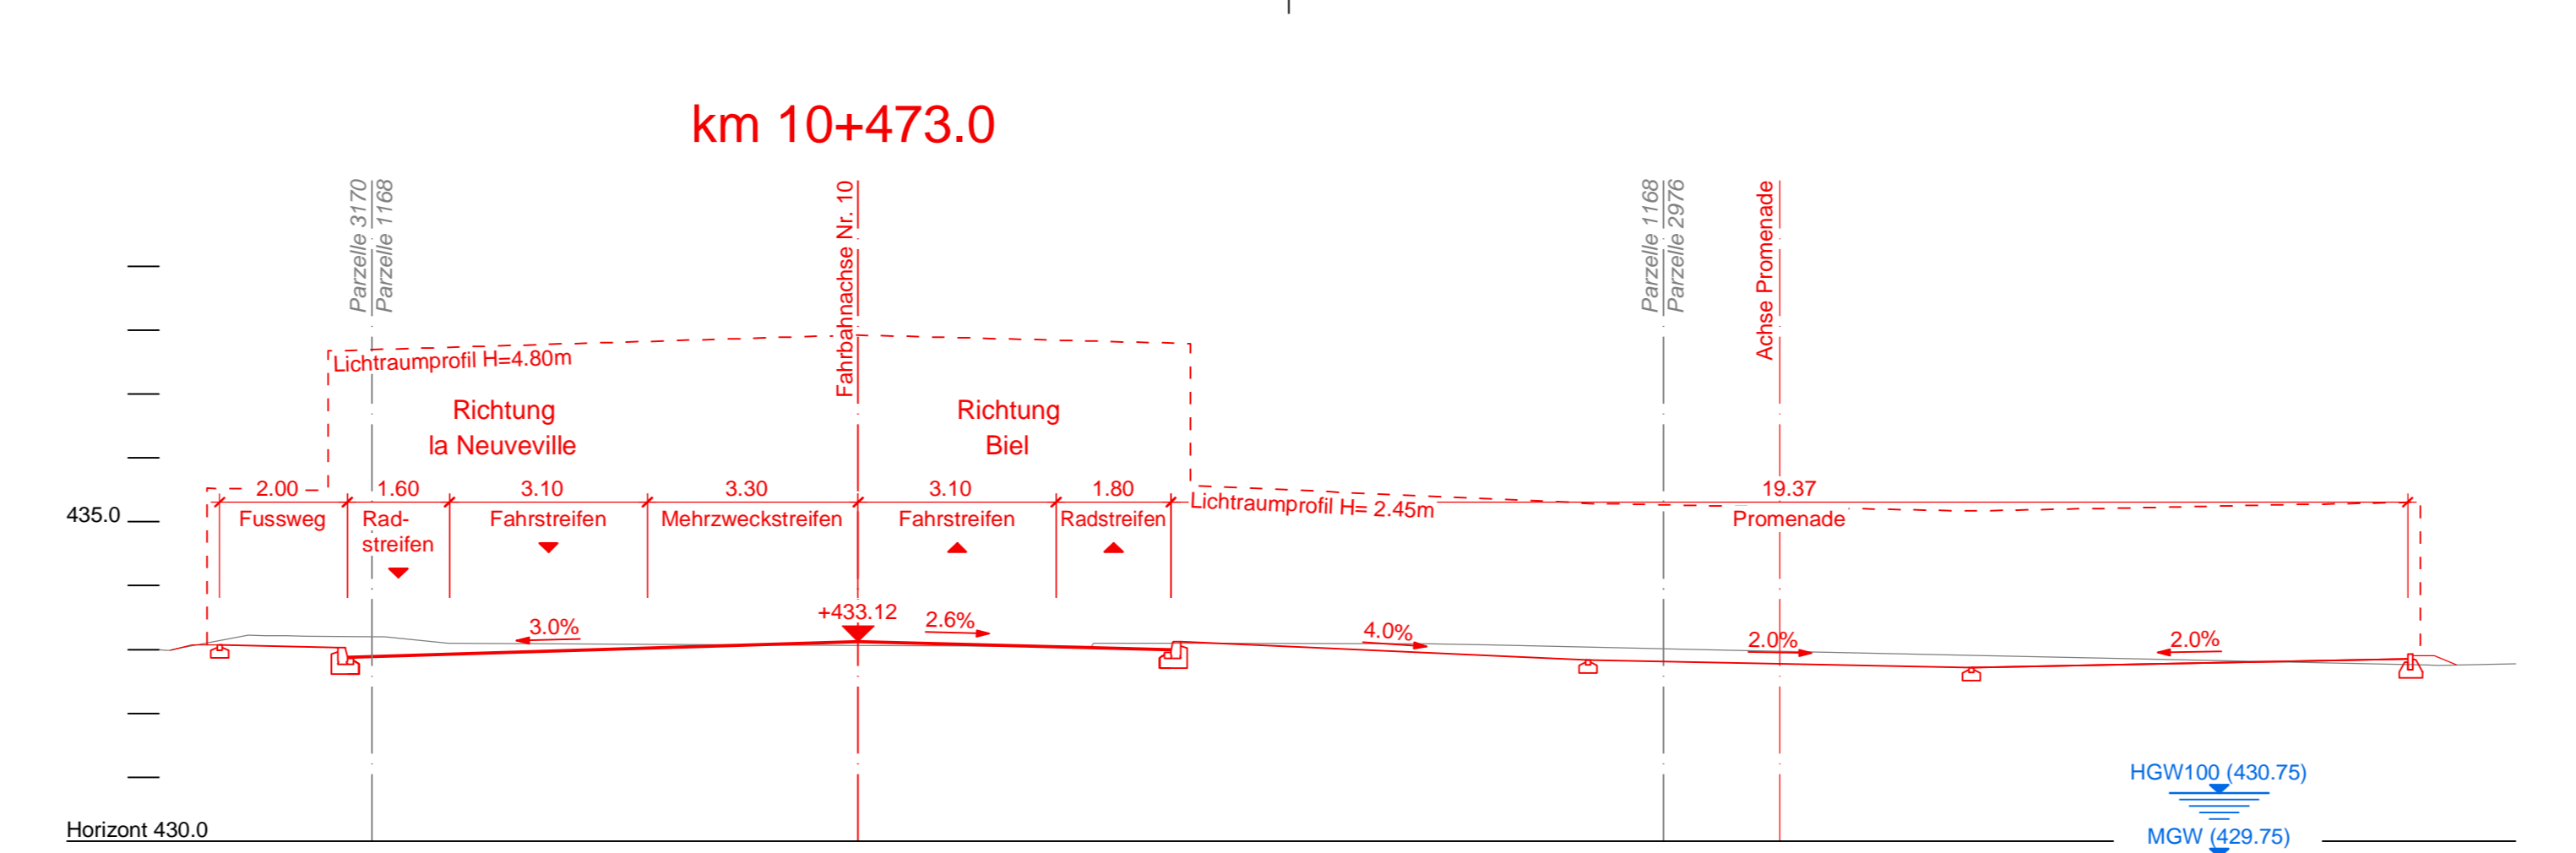 km 10+473.0
Parzelle 3170
Parzelle 1168
Fahrbahnachse Nr. 10
Parzelle 1168
Parzelle 2976
Achse Promenade
Lichtraumprofil H=4.80m
Richtung
la Neuveville
Richtung
Biel
2.00 1.60 3.10 3.30 3.10 1.80 19.37
Lichtraumprofil H= 2.45m
435.0
Fussweg Rad- Fahrstreifen Mehrzweckstreifen Fahrstreifen Radstreifen Promenade
streifen
+433.12
3.0% 2.6% 4.0% 2.0% 2.0%
HGW100 (430.75)
Horizont 430.0
MGW (429.75)